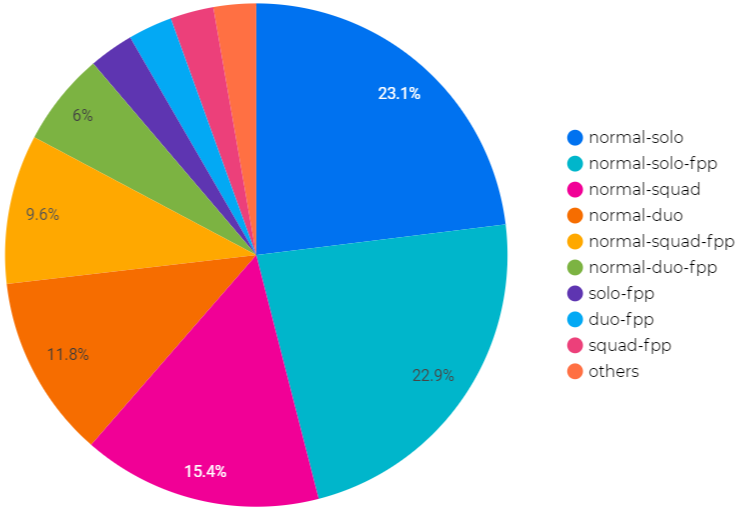 23.1%
22.9%
15.4%
11.8%
9.6%
6%
normal-solo
normal-solo-fpp
normal-squad
normal-duo
normal-squad-fpp
normal-duo-fpp
solo-fpp
duo-fpp
squad-fpp
others